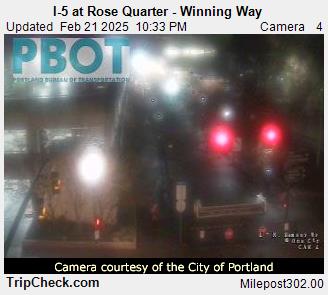 I-5 at Rose Quarter - Winning Way
Updated Feb 21 2025 10:33 PM Camera 4
PBOT
PORTLAND BUREAU OF TRANSPORTATION
Camera courtesy of the City of Portland
TripCheck.com Milepost302.00